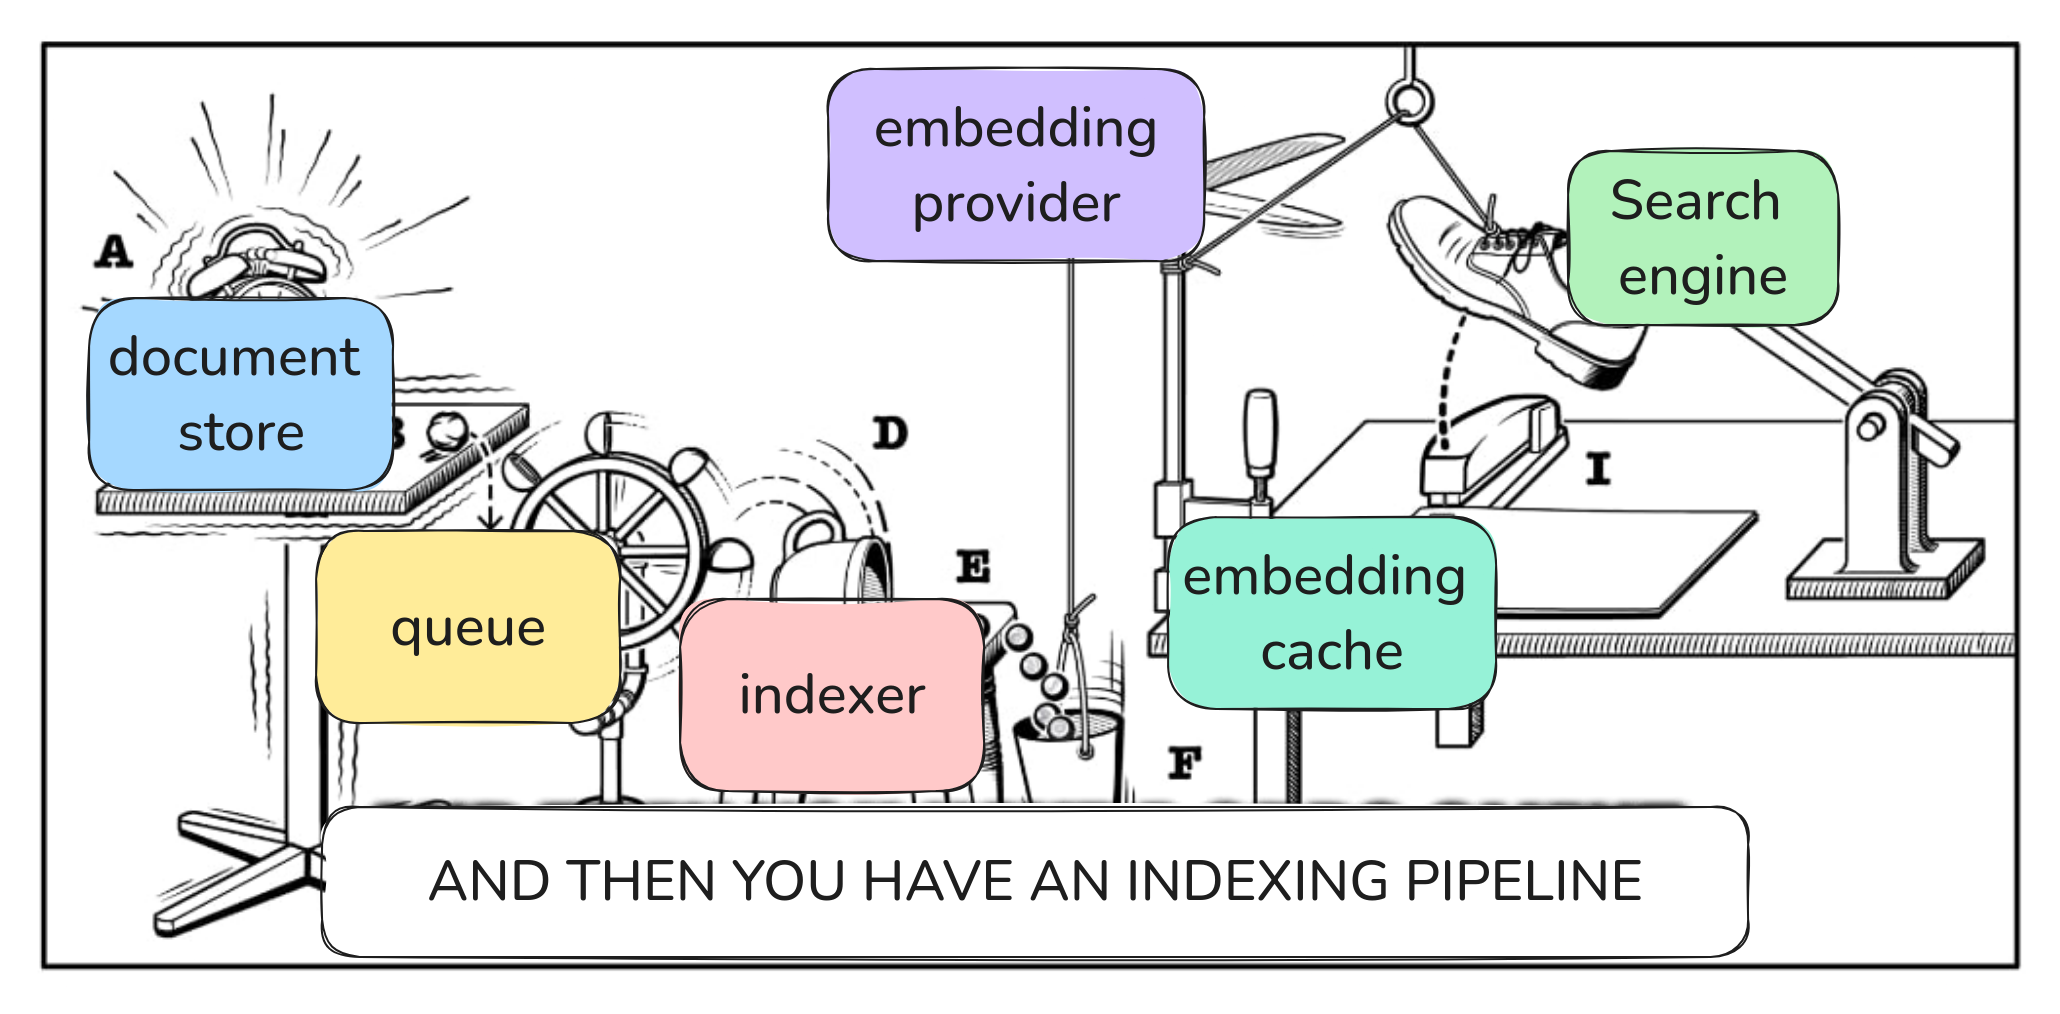 embedding
provider
Search
engine
A
document
store
B
D
I
E
queue
indexer
embedding
cache
F
AND THEN YOU HAVE AN INDEXING PIPELINE